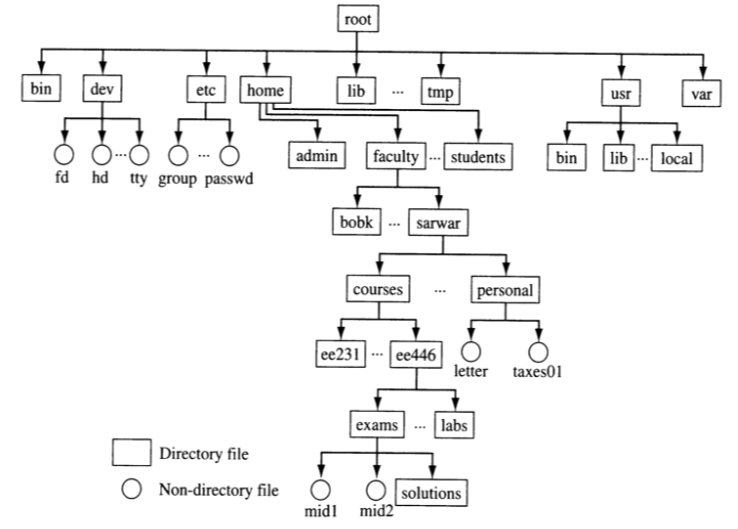 root
bin dev etc home lib ... tmp usr var
fd hd ... tty group ... passwd admin faculty ... students bin lib ... local
bobk ... sarwar
courses ... personal
ee231 ... ee446 letter taxes01
exams ... labs
Directory file
Non-directory file
mid1 mid2 solutions